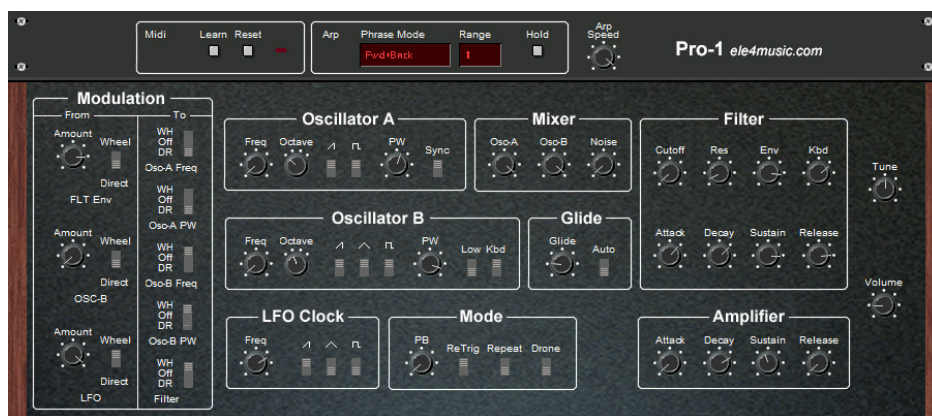 Midi Learn Reset
Arp Phrase Mode Range Hold
Fwd+Back 1
Arp
Speed
Pro-1 ele4music.com
Modulation
From To
Amount Wheel
Direct
FLT Env
Amount Wheel
Direct
OSC-B
Amount Wheel
Direct
LFO
WH
Off
DR
Oso-A Freq
WH
Off
DR
Oso-A PW
WH
Off
DR
Oso-B Freq
WH
Off
DR
Oso-B PW
WH
Off
DR
Filter
Oscillator A
Freq Octave PW Sync
Mixer
Oso-A Oso-B Noise
Filter
Cutoff Res Env Kbd
Attack Decay Sustain Release
Tune
Oscillator B
Freq Octave PW Low Kbd
Glide
Glide Auto
Volume
LFO Clock
Freq
Mode
PB ReTrig Repeat Drone
Amplifier
Attack Decay Sustain Release